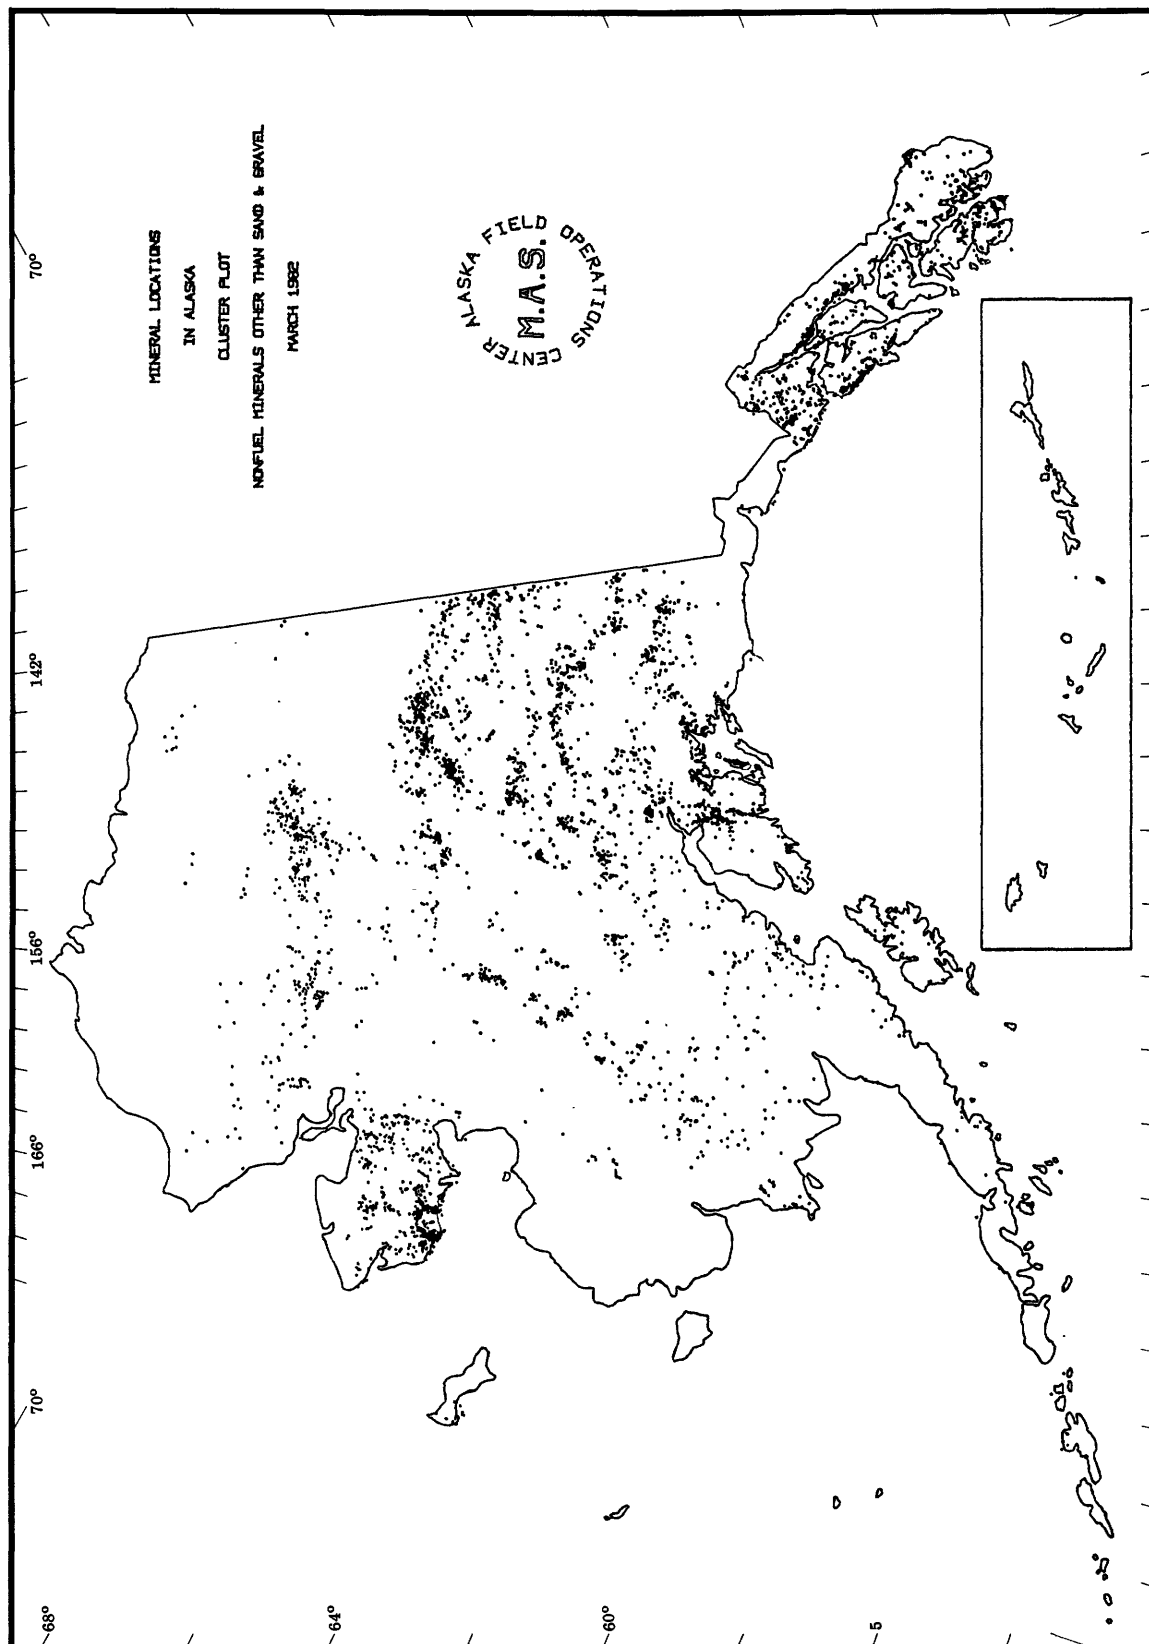 MINERAL LOCATIONS
IN ALASKA
CLUSTER PLOT
NONFUEL MINERALS OTHER THAN SAND & GRAVEL
MARCH 1982
ALASKA FIELD OPERATIONS CENTER
M.A.S.
70°
142°
156°
166°
70°
68°
64°
60°
5